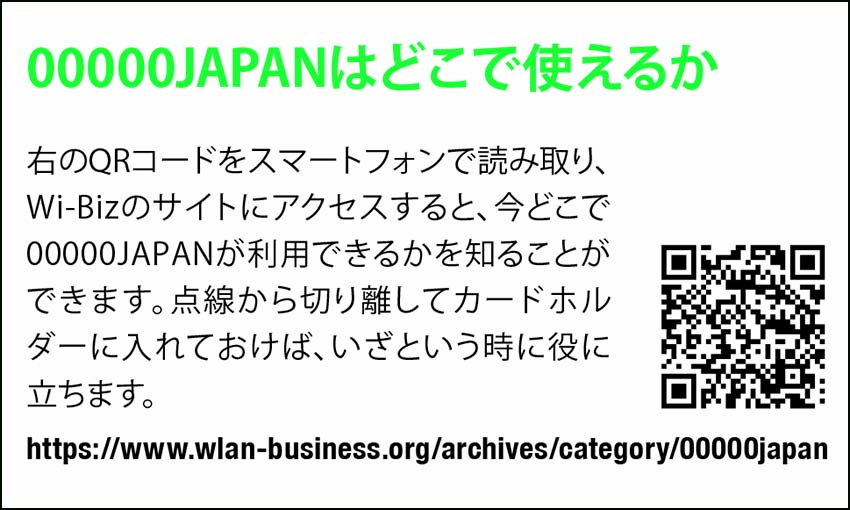 00000JAPANはどこで使えるか
右のQRコードをスマートフォンで読み取り、
Wi-Bizのサイトにアクセスすると、今どこで
00000JAPANが利用できるかを知ることが
できます。点線から切り離してカードホル
ダーに入れておけば、いざという時に役に
立ちます。
https://www.wlan-business.org/archives/category/00000japan